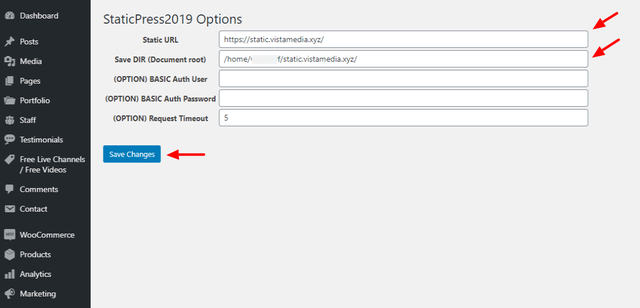 Dashboard
Posts
Media
Pages
Portfolio
Staff
Testimonials
Free Live Channels
/ Free Videos
Comments
Contact
WooCommerce
Products
Analytics
Marketing
StaticPress2019 Options
Static URL https://static.vistamedia.xyz/
Save DIR (Document root) /home/ f/static.vistamedia.xyz/
(OPTION) BASIC Auth User
(OPTION) BASIC Auth Password
(OPTION) Request Timeout 5
Save Changes